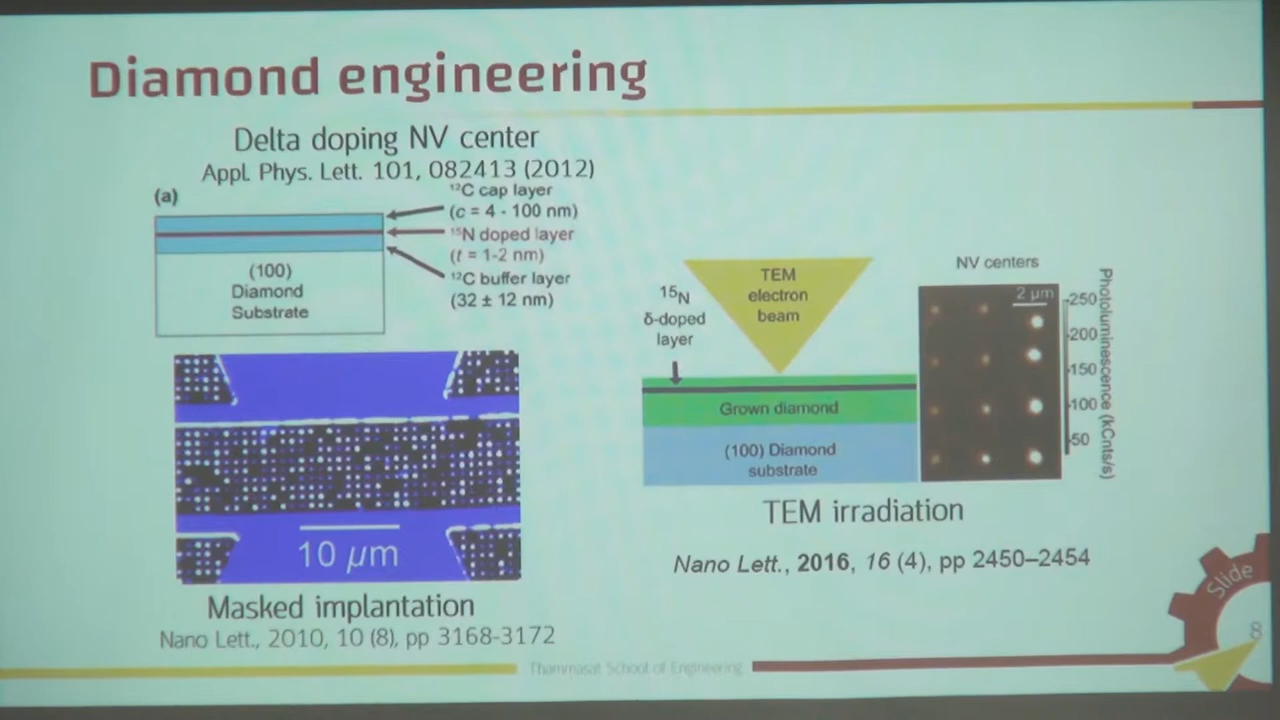 Diamond engineering
Delta doping NV center
Appl. Phys. Lett. 101, 082413 (2012)
(a)
¹²C cap layer
(c = 4 - 100 nm)
¹⁵N doped layer
(t = 1-2 nm)
¹²C buffer layer
(32 ± 12 nm)
(100)
Diamond
Substrate
10 µm
Masked implantation
Nano Lett., 2010, 10 (8), pp 3168-3172
15N
δ-doped
layer
TEM
electron
beam
Grown diamond
(100) Diamond
substrate
NV centers
2 µm
250
200
150
100
50
Photoluminescence (kCnts/s)
TEM irradiation
Nano Lett., 2016, 16 (4), pp 2450–2454
Thammasat School of Engineering
Slide
8